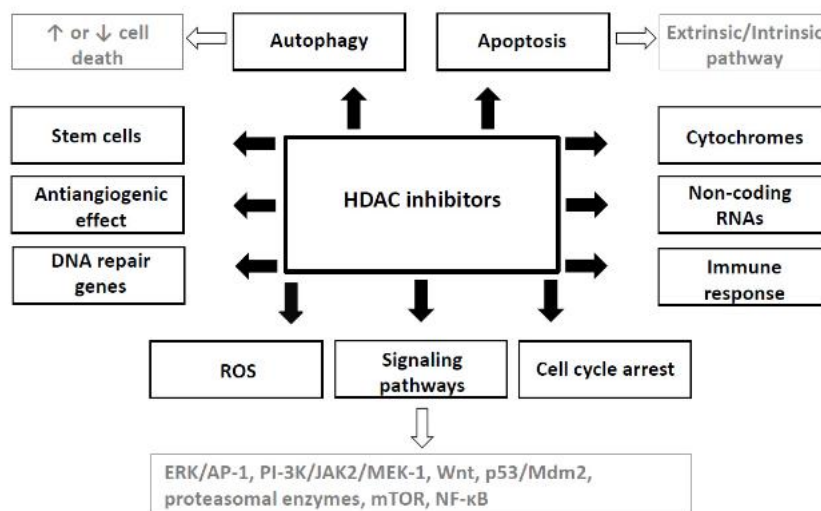 ↑ or ↓ cell
death
Autophagy
Apoptosis
Extrinsic/Intrinsic
pathway
Stem cells
Antiangiogenic
effect
DNA repair
genes
HDAC inhibitors
Cytochromes
Non-coding
RNAs
Immune
response
ROS
Signaling
pathways
Cell cycle arrest
ERK/AP-1, PI-3K/JAK2/MEK-1, Wnt, p53/Mdm2,
proteasomal enzymes, mTOR, NF-κB